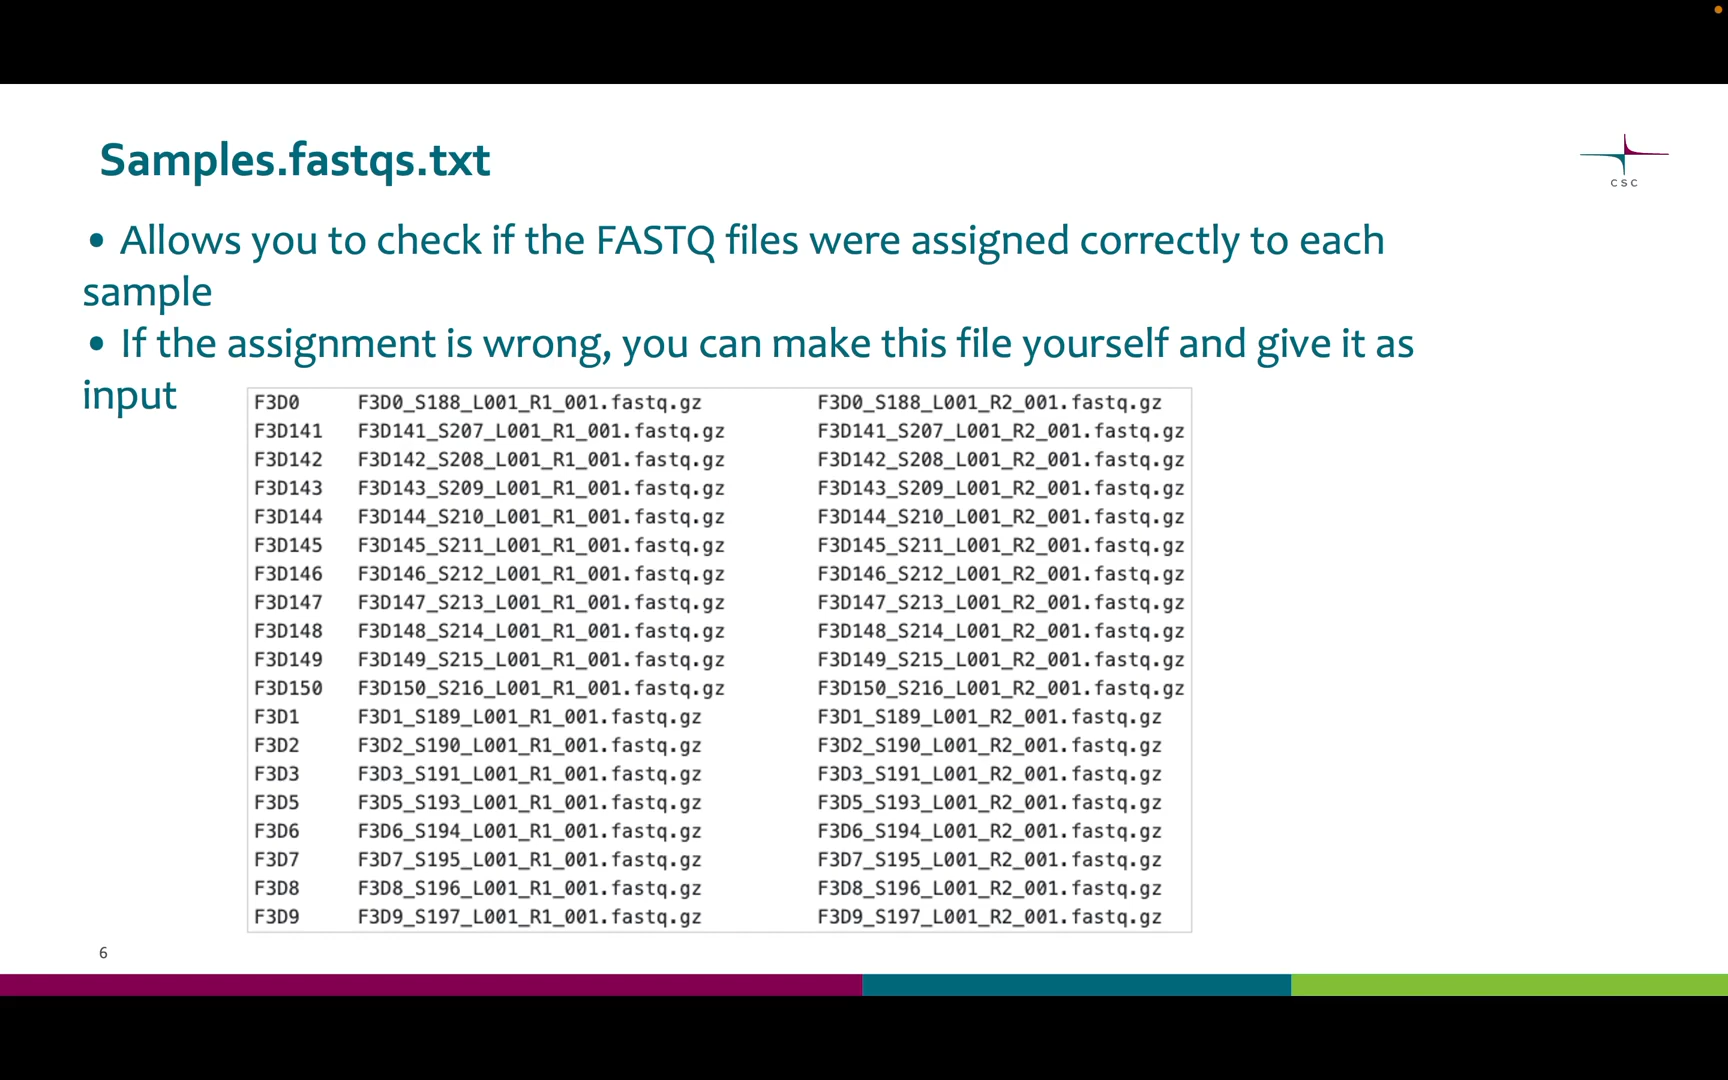 Samples.fastqs.txt
CSC
• Allows you to check if the FASTQ files were assigned correctly to each
sample
• If the assignment is wrong, you can make this file yourself and give it as
input
F3D0 F3D0_S188_L001_R1_001.fastq.gz F3D0_S188_L001_R2_001.fastq.gz
F3D141 F3D141_S207_L001_R1_001.fastq.gz F3D141_S207_L001_R2_001.fastq.gz
F3D142 F3D142_S208_L001_R1_001.fastq.gz F3D142_S208_L001_R2_001.fastq.gz
F3D143 F3D143_S209_L001_R1_001.fastq.gz F3D143_S209_L001_R2_001.fastq.gz
F3D144 F3D144_S210_L001_R1_001.fastq.gz F3D144_S210_L001_R2_001.fastq.gz
F3D145 F3D145_S211_L001_R1_001.fastq.gz F3D145_S211_L001_R2_001.fastq.gz
F3D146 F3D146_S212_L001_R1_001.fastq.gz F3D146_S212_L001_R2_001.fastq.gz
F3D147 F3D147_S213_L001_R1_001.fastq.gz F3D147_S213_L001_R2_001.fastq.gz
F3D148 F3D148_S214_L001_R1_001.fastq.gz F3D148_S214_L001_R2_001.fastq.gz
F3D149 F3D149_S215_L001_R1_001.fastq.gz F3D149_S215_L001_R2_001.fastq.gz
F3D150 F3D150_S216_L001_R1_001.fastq.gz F3D150_S216_L001_R2_001.fastq.gz
F3D1 F3D1_S189_L001_R1_001.fastq.gz F3D1_S189_L001_R2_001.fastq.gz
F3D2 F3D2_S190_L001_R1_001.fastq.gz F3D2_S190_L001_R2_001.fastq.gz
F3D3 F3D3_S191_L001_R1_001.fastq.gz F3D3_S191_L001_R2_001.fastq.gz
F3D5 F3D5_S193_L001_R1_001.fastq.gz F3D5_S193_L001_R2_001.fastq.gz
F3D6 F3D6_S194_L001_R1_001.fastq.gz F3D6_S194_L001_R2_001.fastq.gz
F3D7 F3D7_S195_L001_R1_001.fastq.gz F3D7_S195_L001_R2_001.fastq.gz
F3D8 F3D8_S196_L001_R1_001.fastq.gz F3D8_S196_L001_R2_001.fastq.gz
F3D9 F3D9_S197_L001_R1_001.fastq.gz F3D9_S197_L001_R2_001.fastq.gz
6